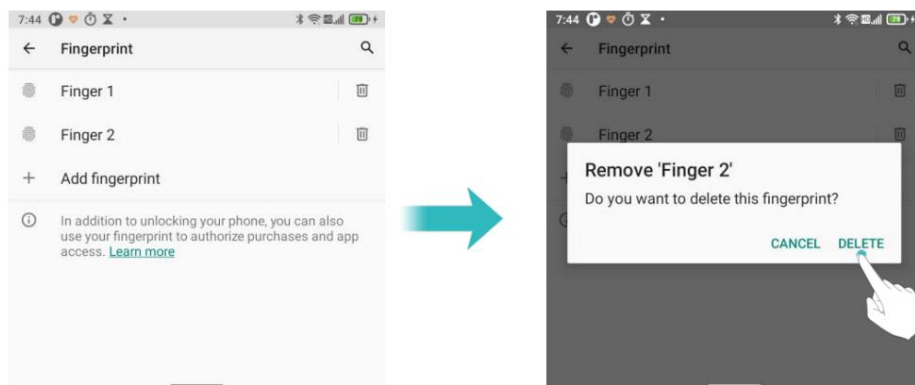 7:44
Fingerprint
Finger 1
Finger 2
Add fingerprint
In addition to unlocking your phone, you can also
use your fingerprint to authorize purchases and app
access. Learn more
7:44
Fingerprint
Finger 1
Finger 2
Remove 'Finger 2'
Do you want to delete this fingerprint?
CANCEL DELETE